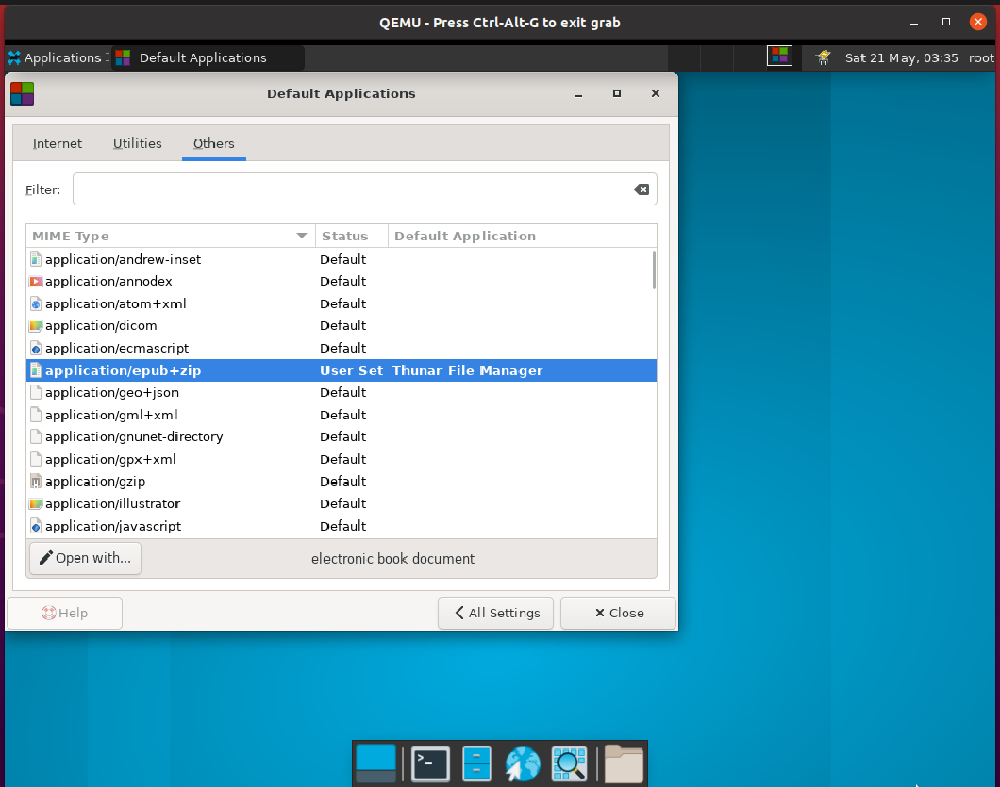 QEMU - Press Ctrl-Alt-G to exit grab
Applications Default Applications Sat 21 May, 03:35 root
Default Applications
Internet Utilities Others
Filter:
MIME Type Status Default Application
application/andrew-inset Default
application/annodex Default
application/atom+xml Default
application/dicom Default
application/ecmascript Default
application/epub+zip User Set Thunar File Manager
application/geo+json Default
application/gml+xml Default
application/gnunet-directory Default
application/gpx+xml Default
application/gzip Default
application/illustrator Default
application/javascript Default
Open with... electronic book document
Help All Settings Close